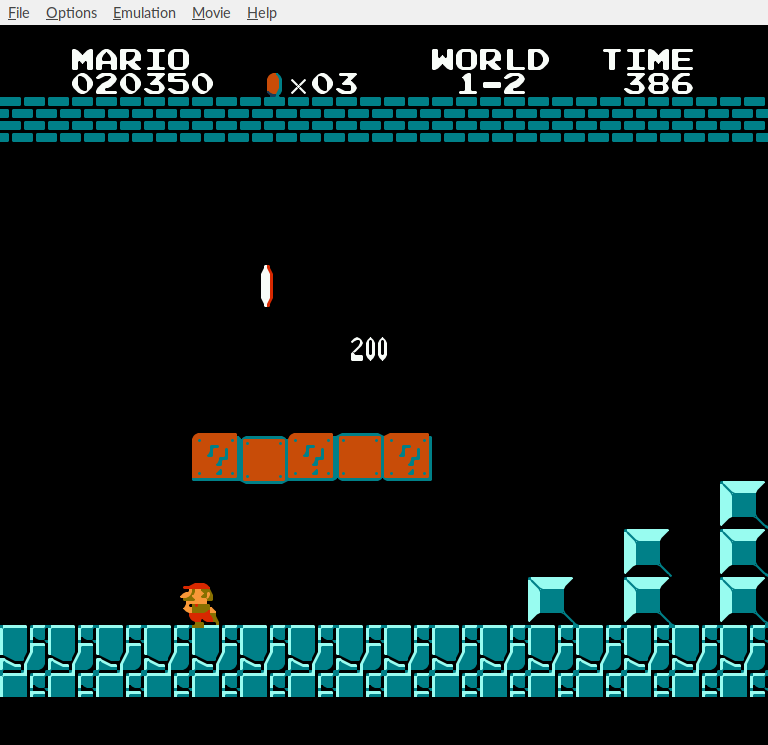 File Options Emulation Movie Help
MARIO WORLD TIME
020350 ×03 1-2 386
200
? ? ?